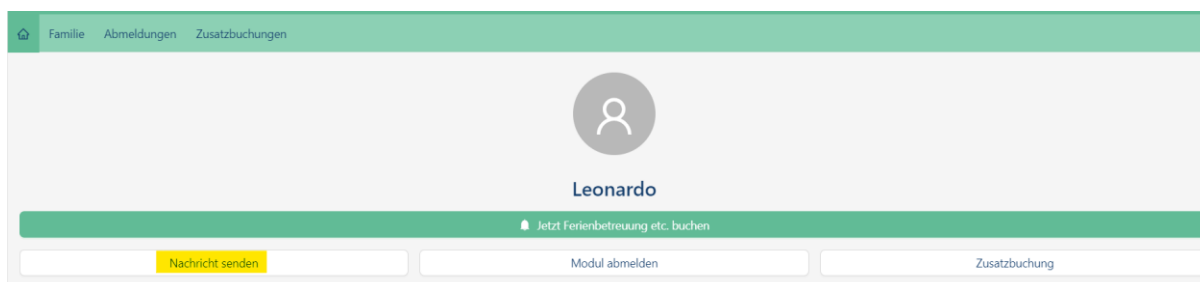 Familie Abmeldungen Zusatzbuchungen
Leonardo
Jetzt Ferienbetreuung etc. buchen
Nachricht senden Modul abmelden Zusatzbuchung